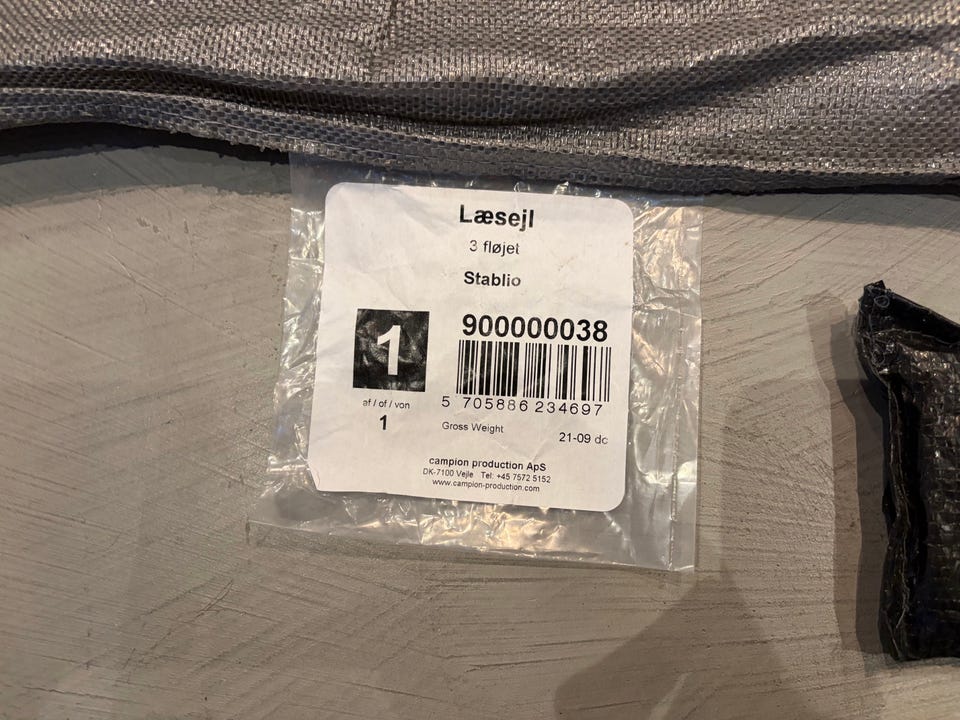 Læsejl
3 fløjet
Stablio
1
900000038
af / of / von
1
5 705886 234697
Gross Weight
21-09 dc
campion production ApS
DK-7100 Vejle Tel: +45 7572 5152
www.campion-production.com